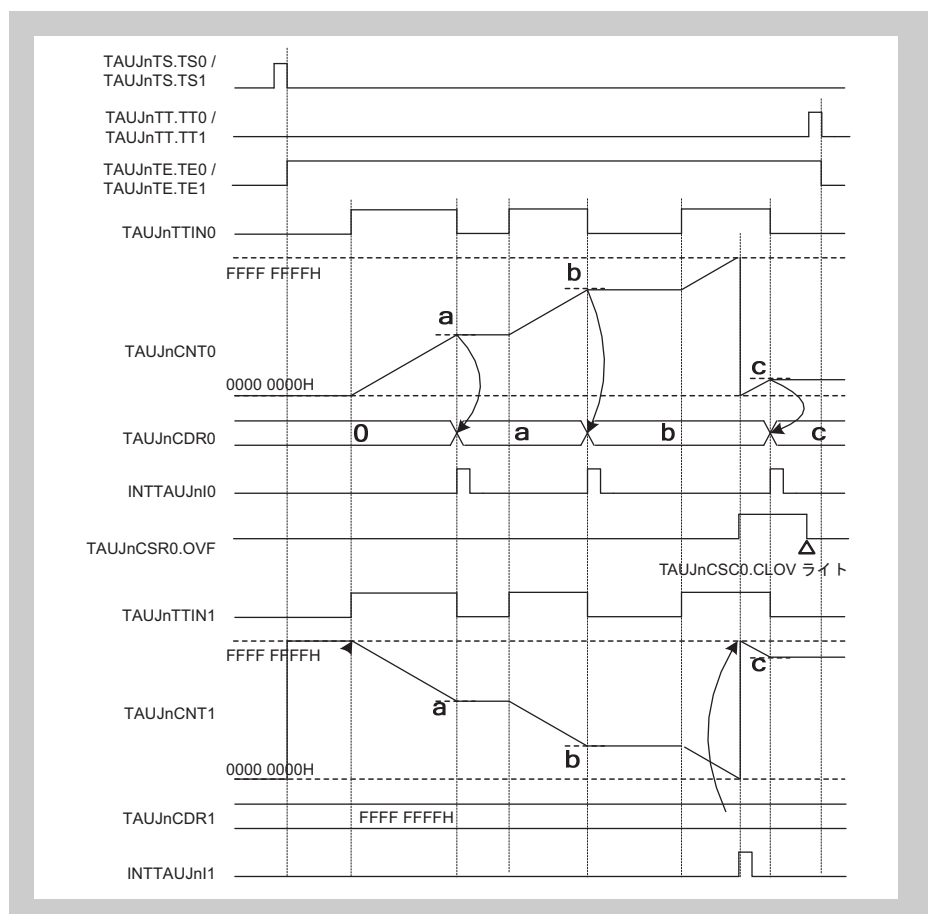 TAUJnTS.TS0 /
TAUJnTS.TS1
TAUJnTT.TT0 /
TAUJnTT.TT1
TAUJnTE.TE0 /
TAUJnTE.TE1
TAUJnTTIN0
FFFF FFFFH
b
a
TAUJnCNT0
c
0000 0000H
TAUJnCDR0
0
a
b
c
INTTAUJnI0
TAUJnCSR0.OVF
TAUJnCSC0.CLOV ライト
TAUJnTTIN1
FFFF FFFFH
c
TAUJnCNT1
a
b
0000 0000H
TAUJnCDR1
FFFF FFFFH
INTTAUJnI1